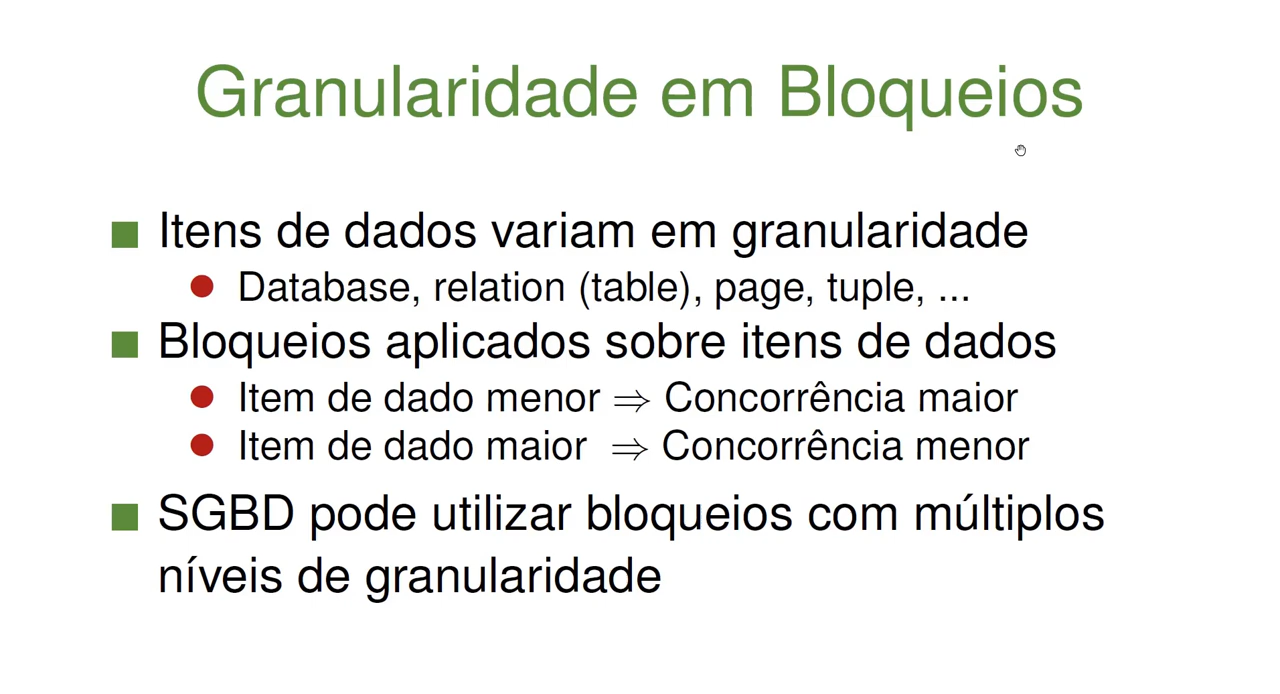 Granularidade em Bloqueios
Itens de dados variam em granularidade
Database, relation (table), page, tuple, ...
Bloqueios aplicados sobre itens de dados
Item de dado menor ⇒ Concorrência maior
Item de dado maior ⇒ Concorrência menor
SGBD pode utilizar bloqueios com múltiplos
níveis de granularidade